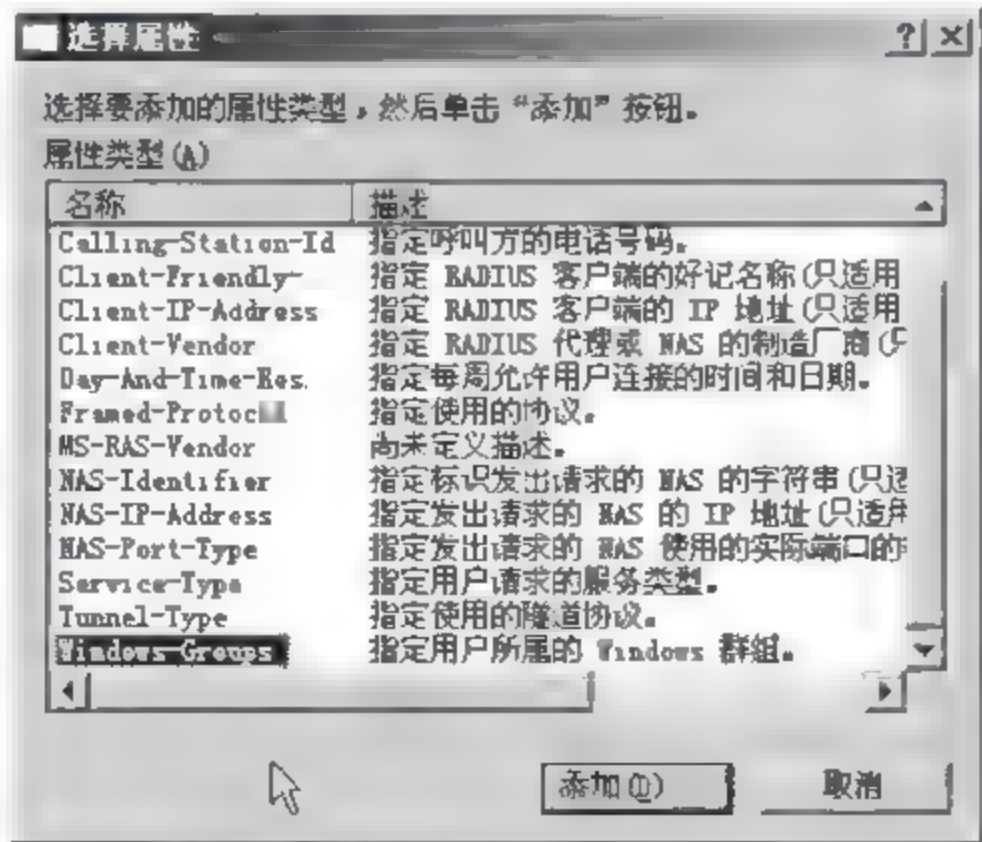 选择属性
选择要添加的属性类型，然后单击“添加”按钮。
属性类型(A)
名称 描述
Calling-Station-Id 指定呼叫方的电话号码。
Client-Friendly- 指定 RADIUS 客户端的好记名称(只适用
Client-IP-Address 指定 RADIUS 客户端的 IP 地址(只适用
Client-Vendor 指定 RADIUS 代理或 NAS 的制造厂商(只
Day-And-Time-Res. 指定每周允许用户连接的时间和日期。
Framed-Protocol 指定使用的协议。
MS-RAS-Vendor 尚未定义描述。
NAS-Identifier 指定标识发出请求的 NAS 的字符串(只适
NAS-IP-Address 指定发出请求的 NAS 的 IP 地址(只适用
NAS-Port-Type 指定发出请求的 NAS 使用的实际端口的
Service-Type 指定用户请求的服务类型。
Tunnel-Type 指定使用的隧道协议。
Windows-Groups 指定用户所属的 Windows 群组。
添加(D) 取消